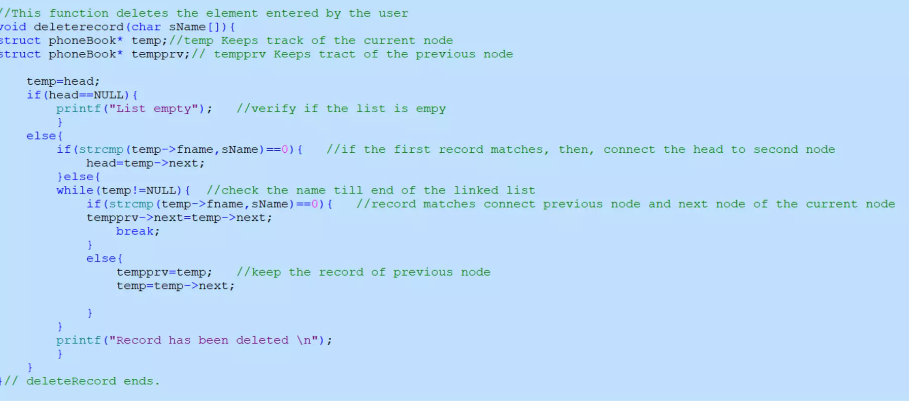 //This function deletes the element entered by the user
void deleterecord(char sName[]){
struct phoneBook* temp;//temp Keeps track of the current node
struct phoneBook* tempprv;// tempprv Keeps tract of the previous node
temp=head;
if(head==NULL){
printf("List empty"); //verify if the list is empy
}
else{
if(strcmp(temp->fname,sName)==0){ //if the first record matches, then, connect the head to second node
head=temp->next;
}else{
while(temp!=NULL){ //check the name till end of the linked list
if(strcmp(temp->fname,sName)==0){ //record matches connect previous node and next node of the current node
tempprv->next=temp->next;
break;
}
else{
tempprv=temp; //keep the record of previous node
temp=temp->next;
}
}
printf("Record has been deleted \n");
}
}
}// deleteRecord ends.